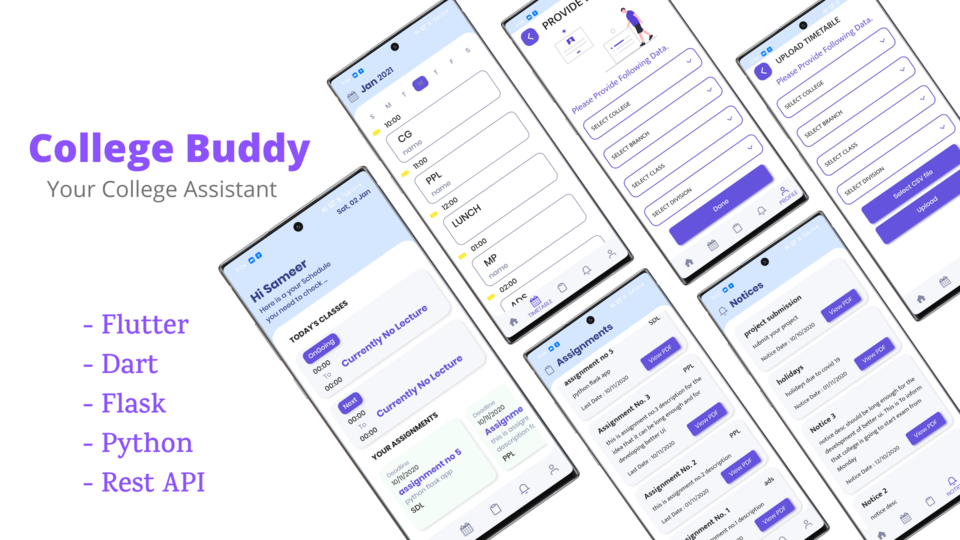 College Buddy
Your College Assistant
- Flutter
- Dart
- Flask
- Python
- Rest API
Sat, 02 Jan
Hi Sameer
Here is a your Schedule
you need to check...
TODAY'S CLASSES
OnGoing
00:00
To
00:00
Currently No Lecture
Next
00:00
To
00:00
Currently No Lecture
YOUR ASSIGNMENTS
Deadline
10/11/2020
assignment no 5
python flask app
SDL
Deadline
10/11/2020
Assignme
this is assigne
description fo
PPL
Jan 2021
S M T T F S
10:00
CG
name
11:00
PPL
name
12:00
LUNCH
01:00
MP
name
02:00
ADS
TIMETABLE
PROVIDE
Please Provide Following Data.
SELECT COLLEGE
SELECT BRANCH
SELECT CLASS
SELECT DIVISION
Done
PROFILE
UPLOAD TIMETABLE
Please Provide Following Data.
SELECT COLLEGE
SELECT BRANCH
SELECT CLASS
SELECT DIVISION
Select CSV file
Upload
Assignments
SDL
assignment no 5
python flask app
Last Date : 10/11/2020
View PDF
PPL
Assignment No. 3
this is assignment no.3 description for the
idea that it can be long enough and for
developing better UI
Last Date : 10/11/2020
View PDF
PPL
Assignment No. 2
this is assignment no.2 description
Last Date : 01/11/2020
View PDF
ads
Assignment No. 1
this is assignment no.1 description
View PDF
Notices
project submission
submit your project
Notice Date : 10/10/2020
View PDF
holidays
holidays due to covid 19
Notice Date : 01/11/2020
View PDF
Notice 3
notice desc should be long enough for the
development of better ui. This is To inform
that college is going to start exam from
Monday
Notice Date : 12/10/2020
View PDF
Notice 2
notice desc